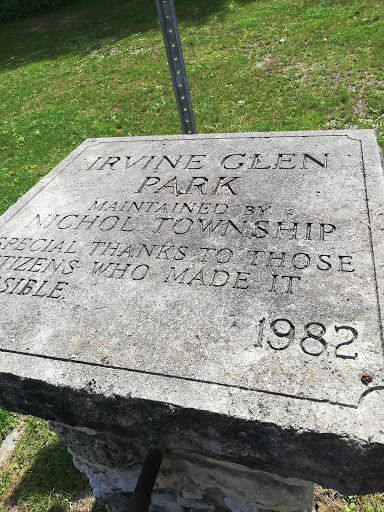 IRVINE GLEN
PARK
MAINTAINED BY
NICHOL TOWNSHIP
SPECIAL THANKS TO THOSE
TIZENS WHO MADE IT
SIBLE.
1982